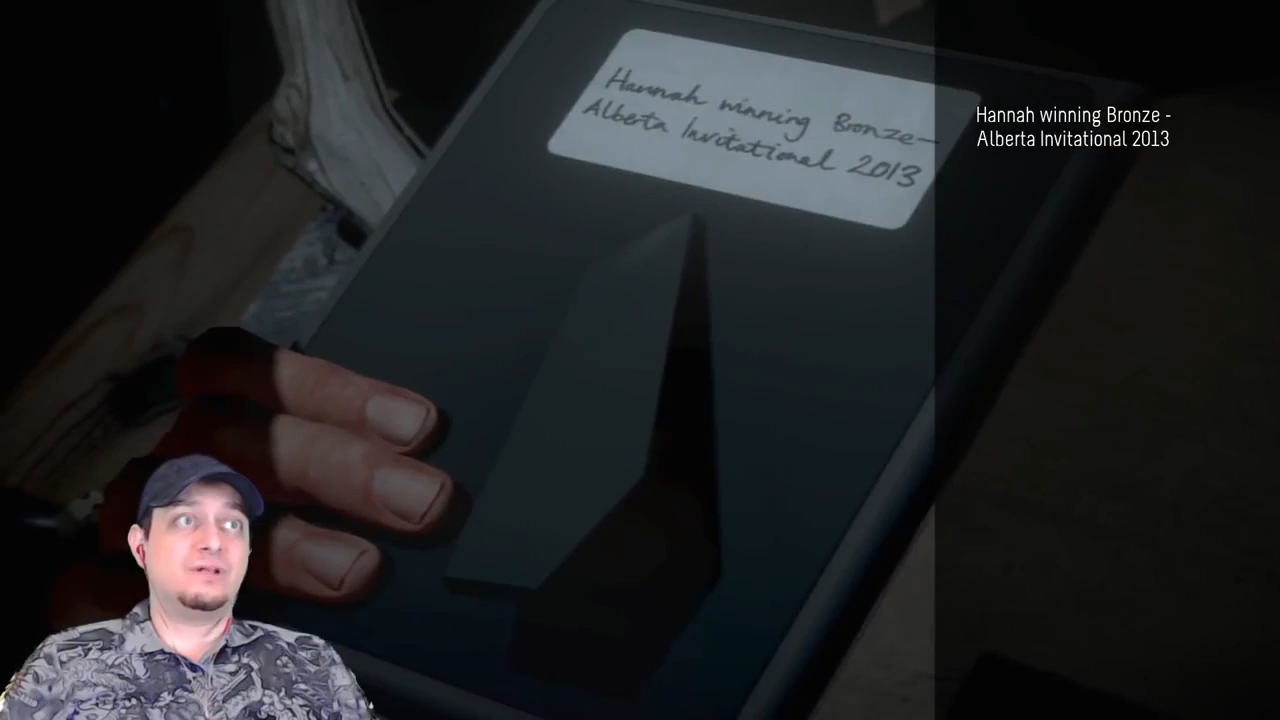 Hannah winning Bronze-
Alberta Invitational 2013
Hannah winning Bronze -
Alberta Invitational 2013